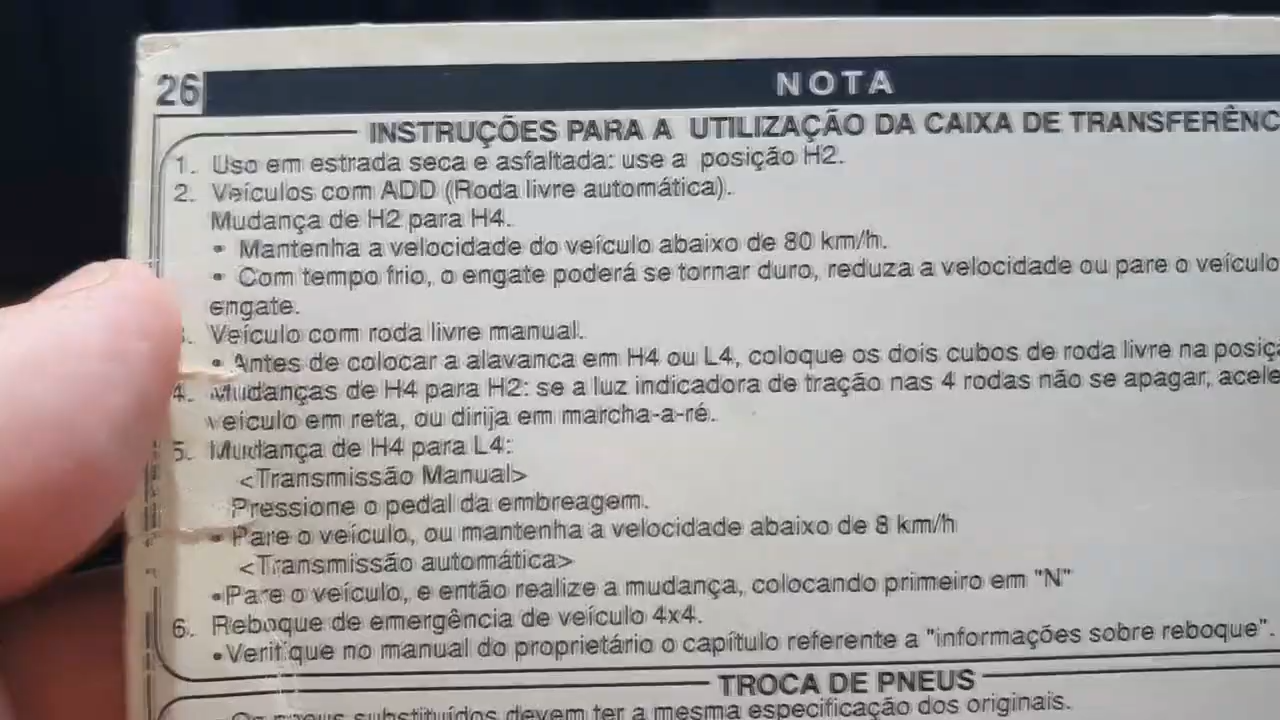 26 NOTA
INSTRUÇÕES PARA A UTILIZAÇÃO DA CAIXA DE TRANSFERÊNC
1. Uso em estrada seca e asfaltada: use a posição H2.
2. Veículos com ADD (Roda livre automática).
Mudança de H2 para H4.
• Mantenha a velocidade do veículo abaixo de 80 km/h.
• Com tempo frio, o engate poderá se tornar duro, reduza a velocidade ou pare o veículo
engate.
3. Veículo com roda livre manual.
• Antes de colocar a alavanca em H4 ou L4, coloque os dois cubos de roda livre na posiç
4. Mudanças de H4 para H2: se a luz indicadora de tração nas 4 rodas não se apagar, acele
veículo em reta, ou dirija em marcha-a-ré.
5. Mudança de H4 para L4:
<Transmissão Manual>
Pressione o pedal da embreagem.
• Pare o veículo, ou mantenha a velocidade abaixo de 8 km/h
<Transmissão automática>
•Pare o veículo, e então realize a mudança, colocando primeiro em "N"
6. Reboque de emergência de veículo 4x4.
•Verifique no manual do proprietário o capítulo referente a "informações sobre reboque".
TROCA DE PNEUS
Os pneus substituídos devem ter a mesma especificação dos originais.